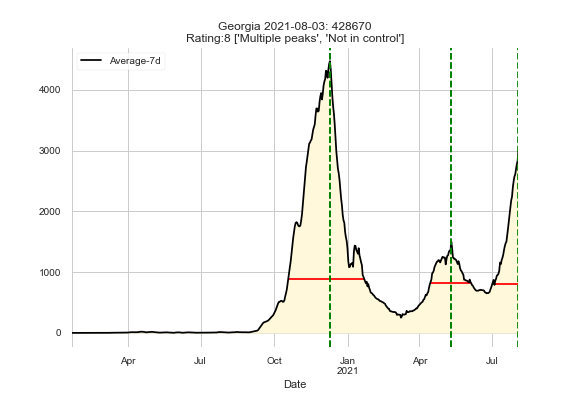 Georgia 2021-08-03: 428670
Rating:8 ['Multiple peaks', 'Not in control']
Average-7d
4000
3000
2000
1000
0
Apr Jul Oct Jan Apr Jul
2021
Date